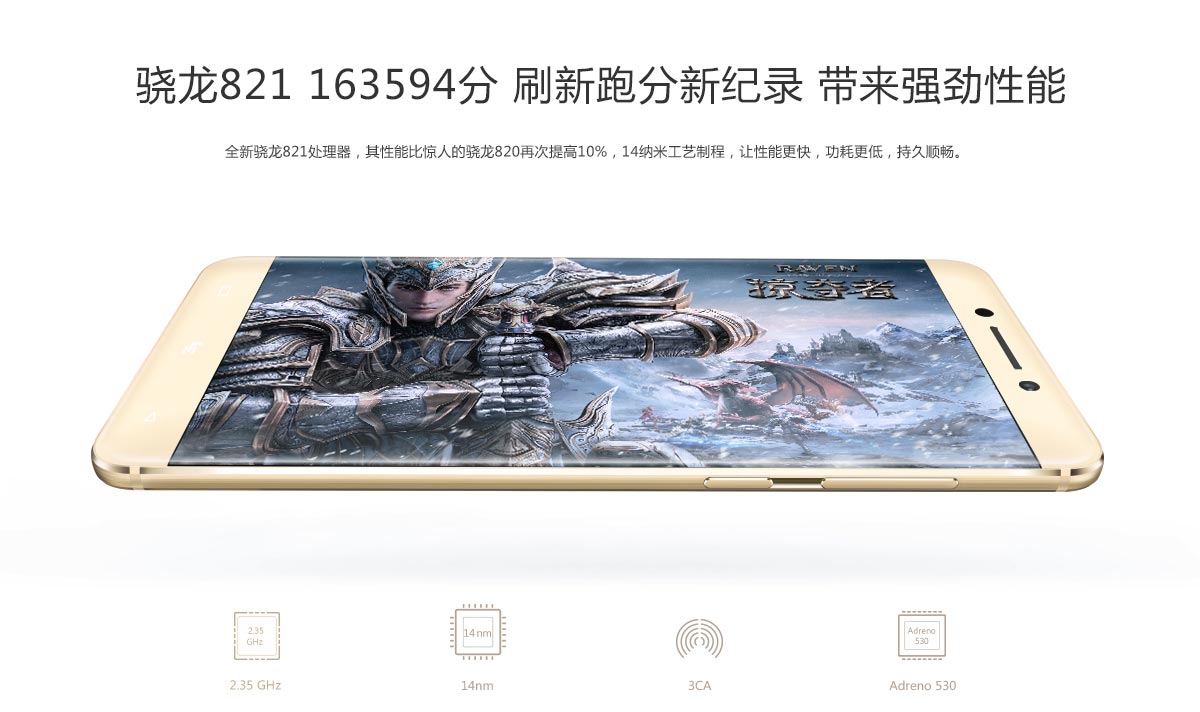 骁龙821 163594分 刷新跑分新纪录 带来强劲性能
全新骁龙821处理器，其性能比惊人的骁龙820再次提高10%，14纳米工艺制程，让性能更快，功耗更低，持久顺畅。
RAVEN
掠夺者
2.35
GHz
14nm
Adreno
530
2.35 GHz
14nm
3CA
Adreno 530